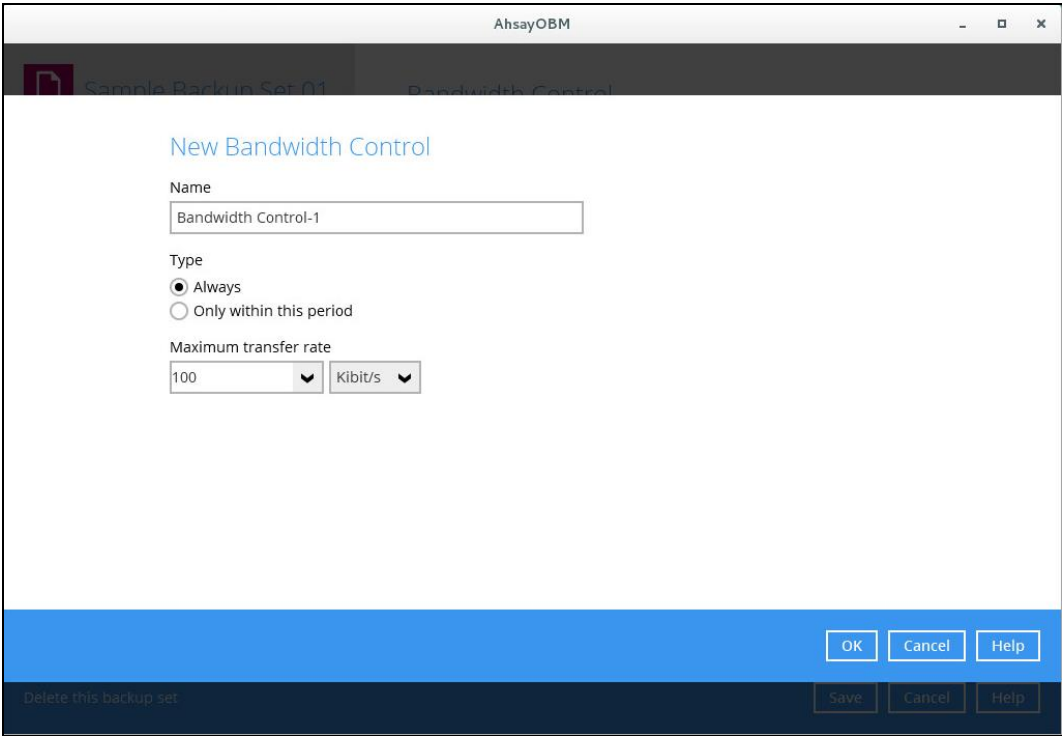 AhsayOBM
Sample Backup Set 01
Bandwidth Control
New Bandwidth Control
Name
Bandwidth Control-1
Type
Always
Only within this period
Maximum transfer rate
100 Kibit/s
OK Cancel Help
Delete this backup set Save Cancel Help